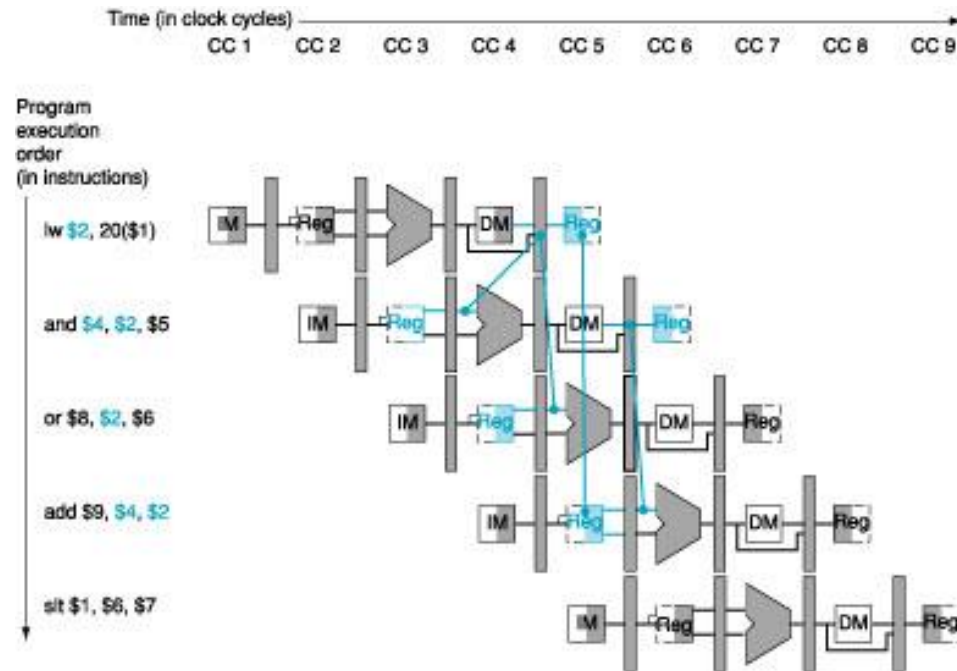 Time (in clock cycles)
CC 1 CC 2 CC 3 CC 4 CC 5 CC 6 CC 7 CC 8 CC 9
Program
execution
order
(in instructions)
lw $2, 20($1)
IM Reg DM Reg
and $4, $2, $5
IM Reg DM Reg
or $8, $2, $6
IM Reg DM Reg
add $9, $4, $2
IM Reg DM Reg
slt $1, $6, $7
IM Reg DM Reg